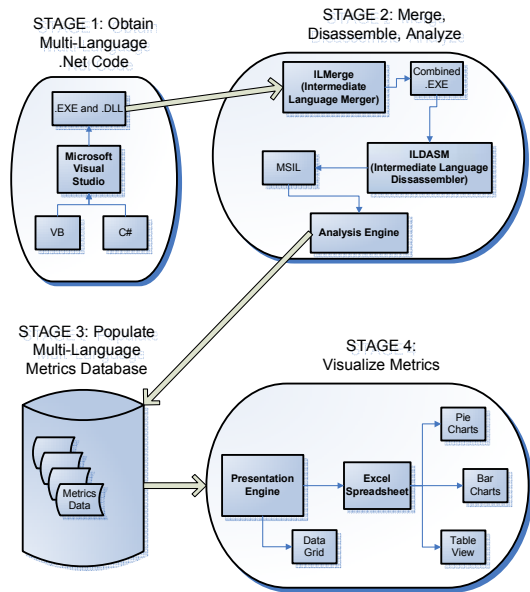 STAGE 1: Obtain
Multi-Language
.Net Code
.EXE and .DLL
Microsoft
Visual
Studio
VB
C#
STAGE 2: Merge,
Disassemble, Analyze
ILMerge
(Intermediate
Language Merger)
Combined
.EXE
ILDASM
(Intermediate Language
Dissassembler)
MSIL
Analysis Engine
STAGE 3: Populate
Multi-Language
Metrics Database
Metrics
Data
STAGE 4:
Visualize Metrics
Presentation
Engine
Data
Grid
Excel
Spreadsheet
Pie
Charts
Bar
Charts
Table
View